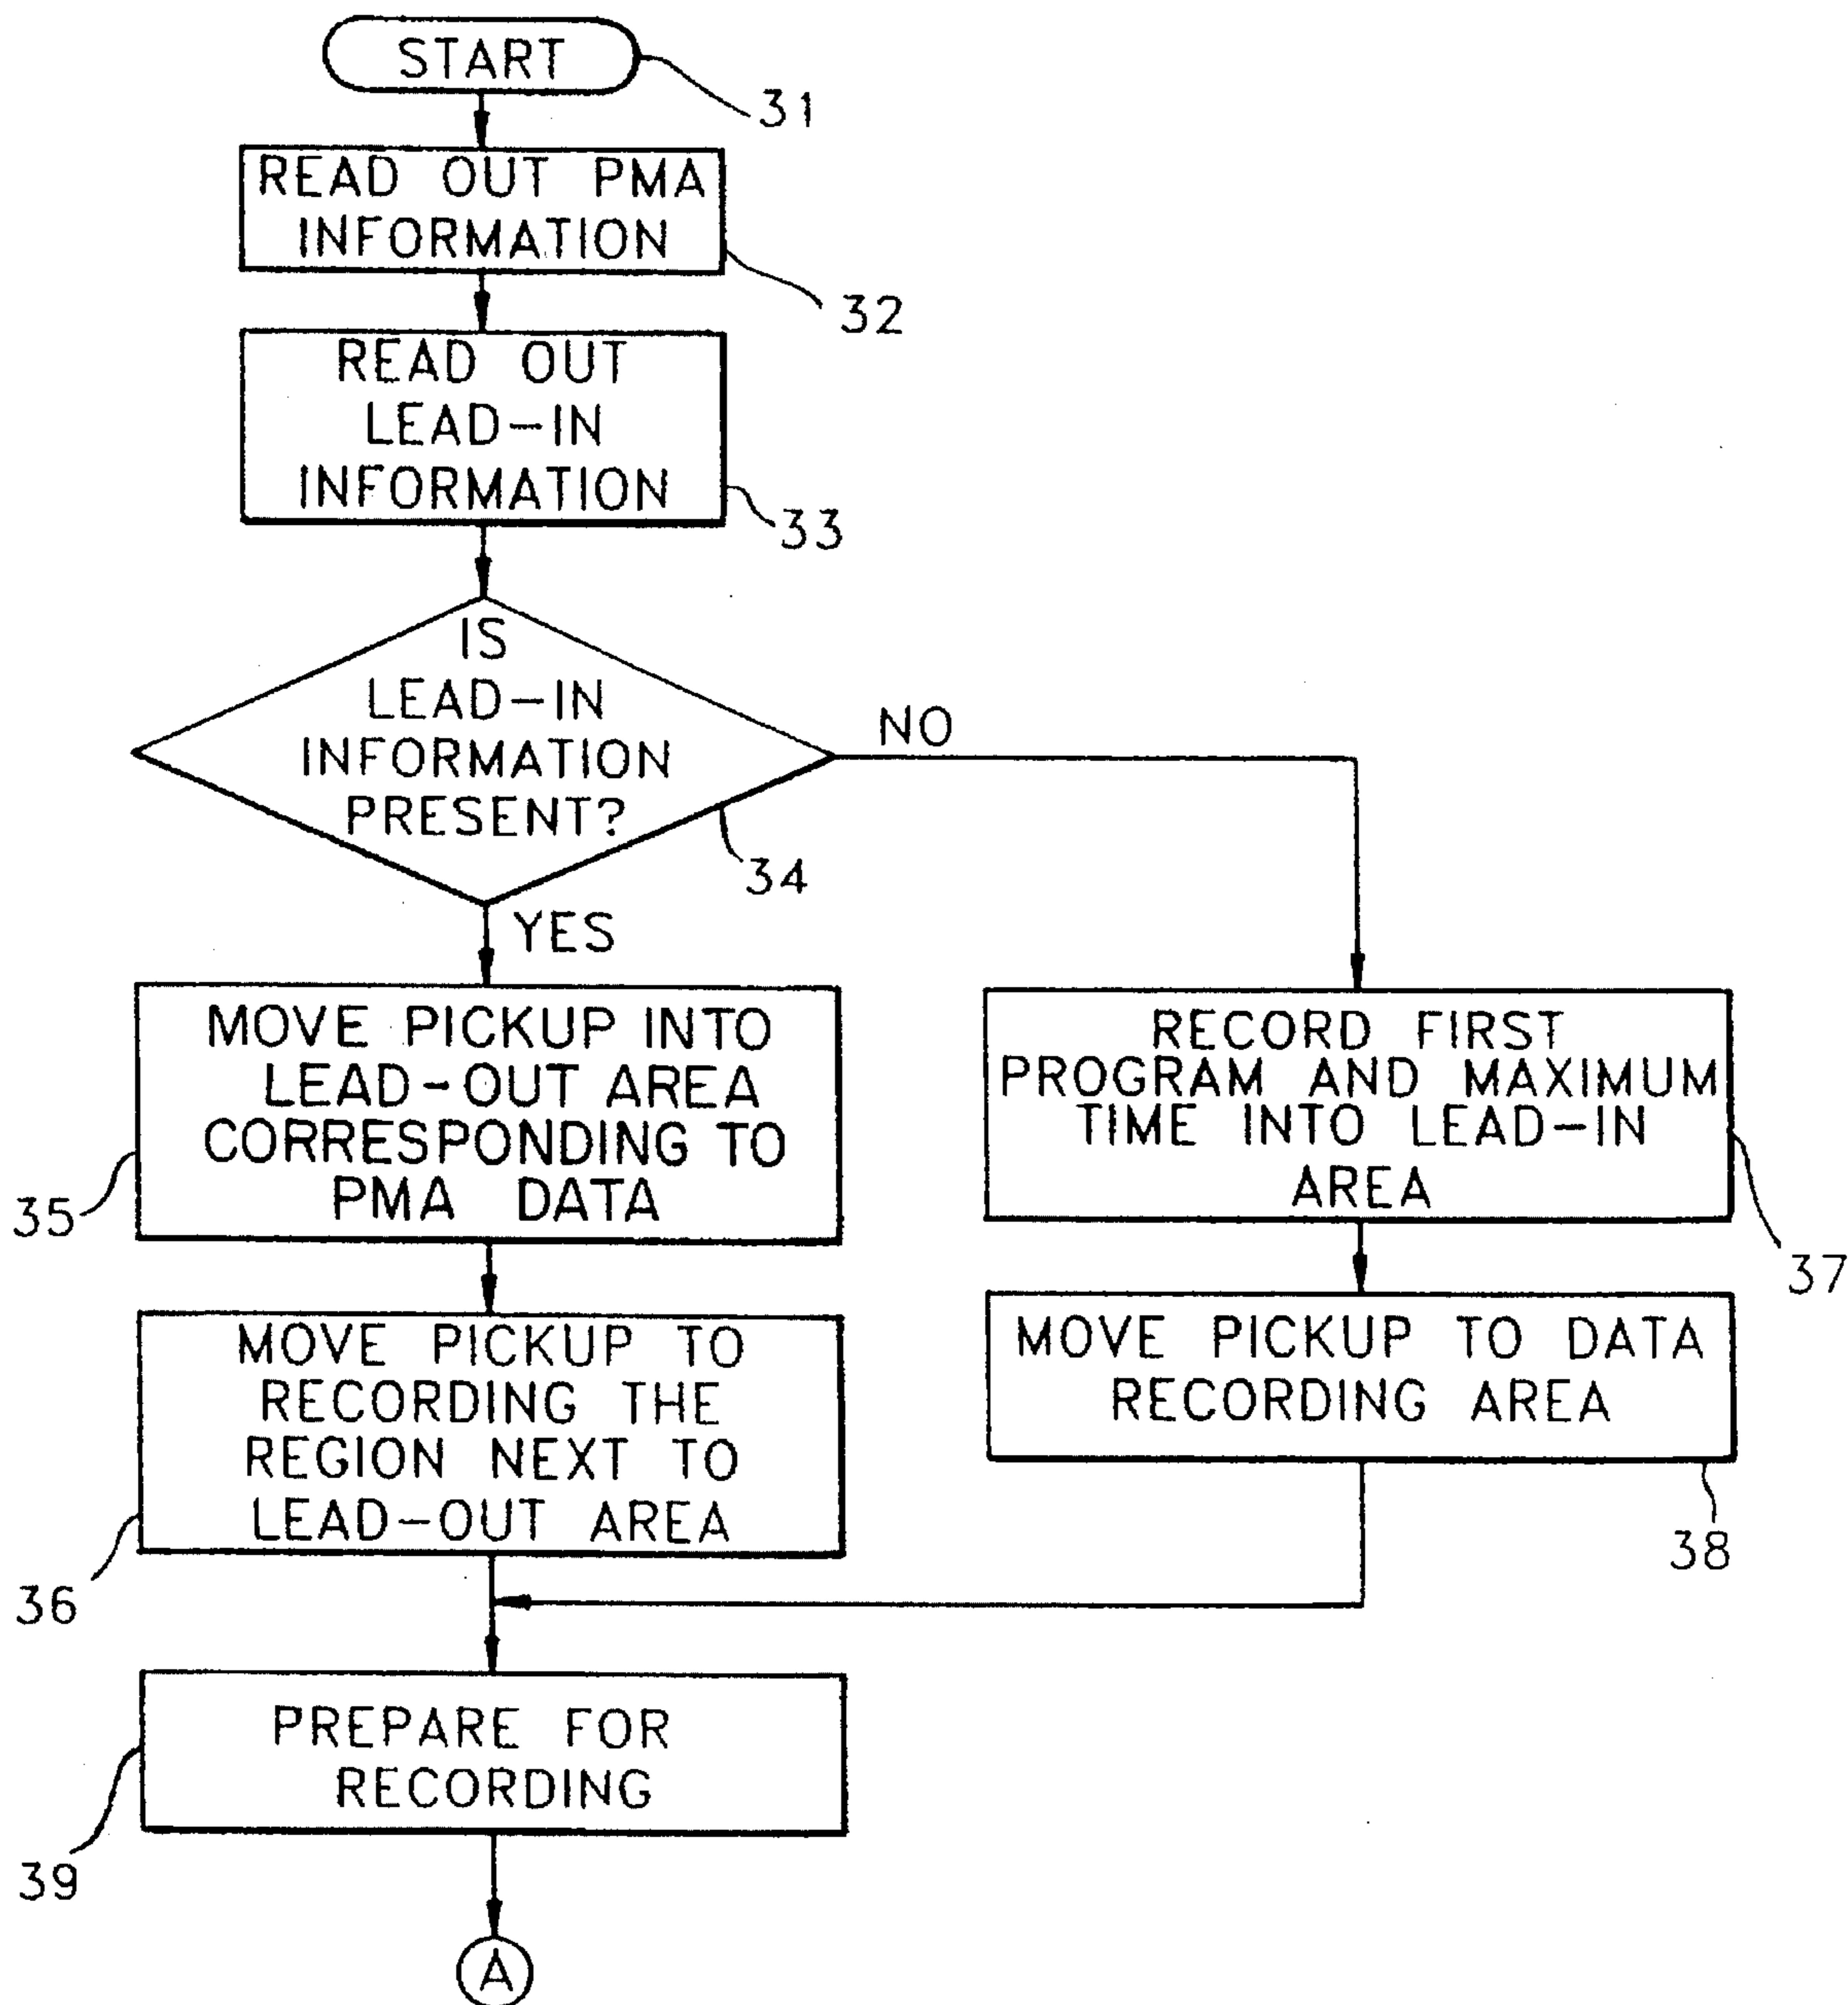 START
31
READ OUT PMA
INFORMATION
32
READ OUT
LEAD-IN
INFORMATION
33
IS
LEAD-IN
INFORMATION
PRESENT?
34
NO
YES
MOVE PICKUP INTO
LEAD-OUT AREA
CORRESPONDING TO
PMA DATA
35
RECORD FIRST
PROGRAM AND MAXIMUM
TIME INTO LEAD-IN
AREA
37
MOVE PICKUP TO
RECORDING THE
REGION NEXT TO
LEAD-OUT AREA
36
MOVE PICKUP TO DATA
RECORDING AREA
38
PREPARE FOR
RECORDING
39
A